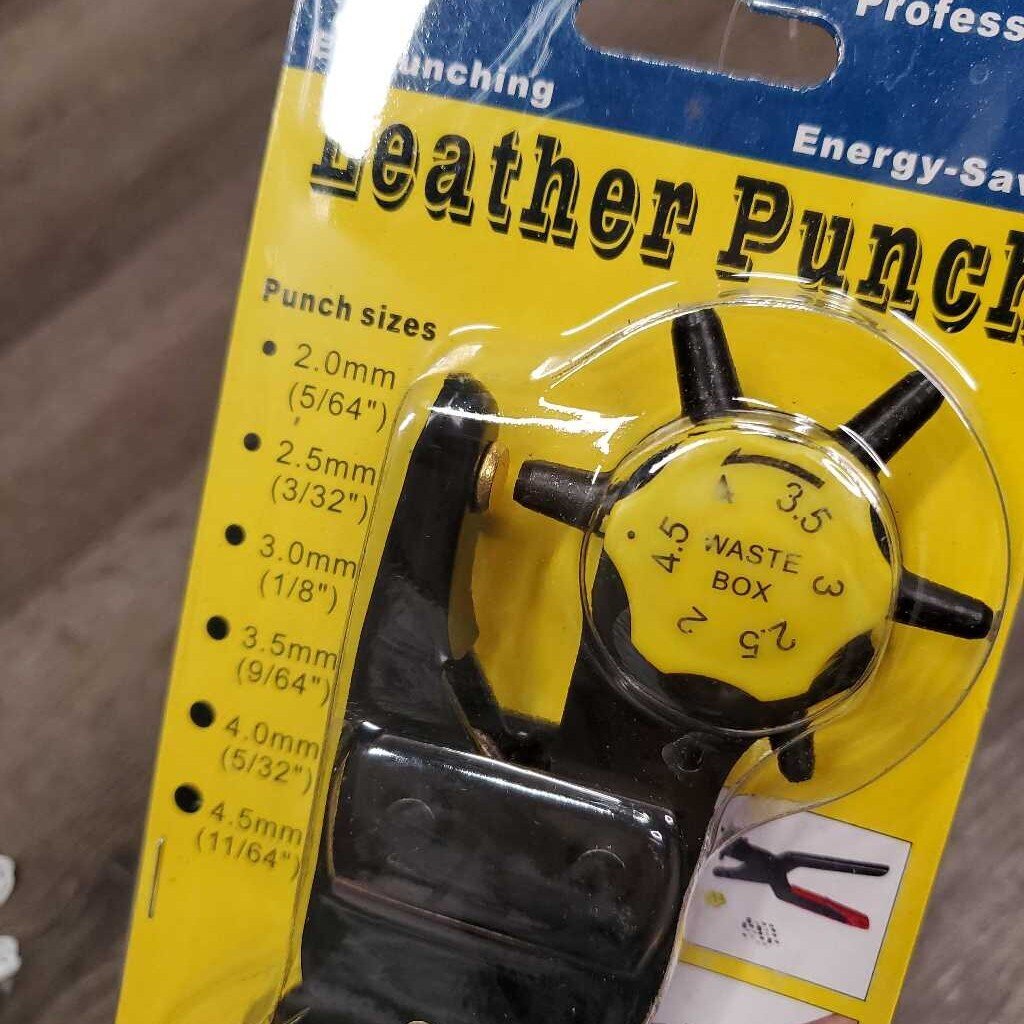 Profess
unching
Energy-Sav
Leather Punch
Punch sizes
• 2.0mm
(5/64")
• 2.5mm
(3/32")
• 3.0mm
(1/8")
• 3.5mm
(9/64")
• 4.0mm
(5/32")
• 4.5mm
(11/64")
4
3.5
4.5
WASTE
3
BOX
2
2.5